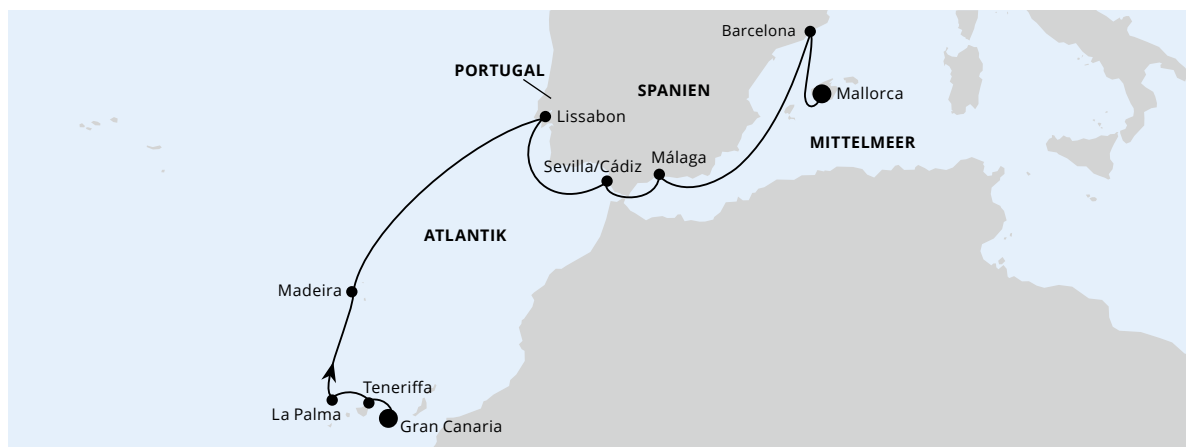 Barcelona
PORTUGAL
SPANIEN
Mallorca
Lissabon
MITTELMEER
Málaga
Sevilla/Cádiz
ATLANTIK
Madeira
Teneriffa
La Palma
Gran Canaria